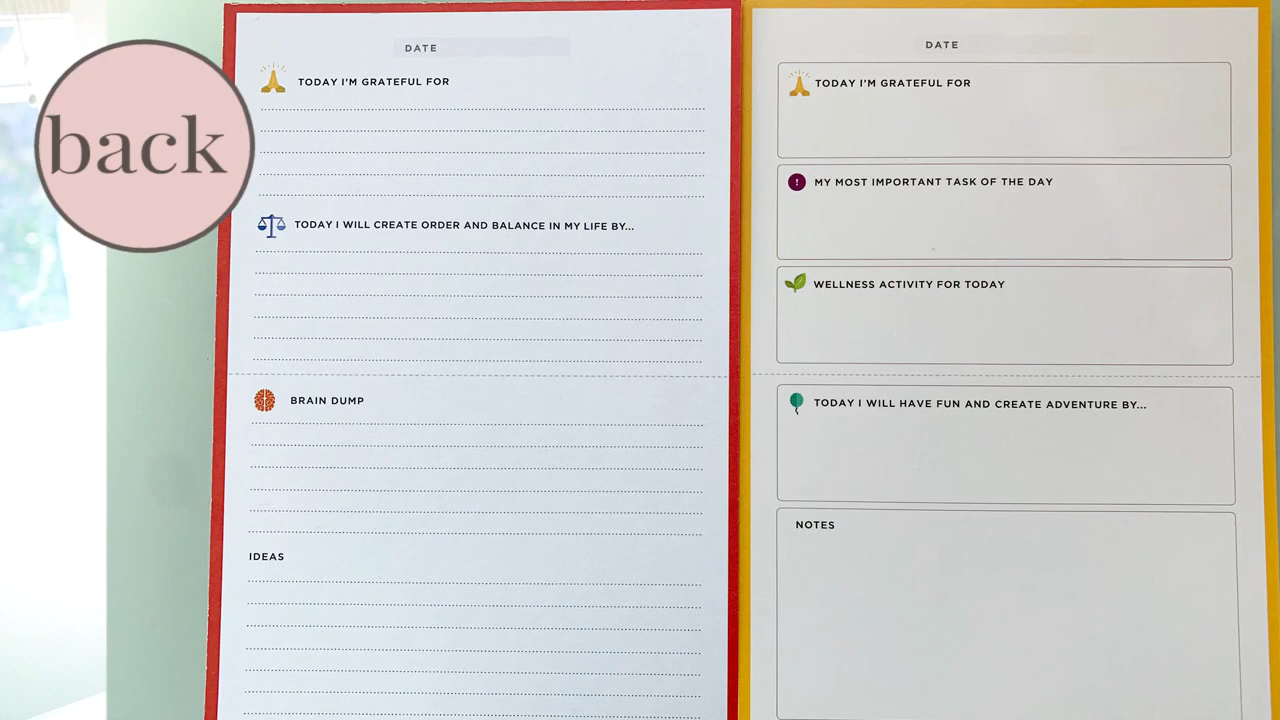 back
DATE
TODAY I'M GRATEFUL FOR
TODAY I WILL CREATE ORDER AND BALANCE IN MY LIFE BY...
BRAIN DUMP
IDEAS
DATE
TODAY I'M GRATEFUL FOR
!
MY MOST IMPORTANT TASK OF THE DAY
WELLNESS ACTIVITY FOR TODAY
TODAY I WILL HAVE FUN AND CREATE ADVENTURE BY...
NOTES